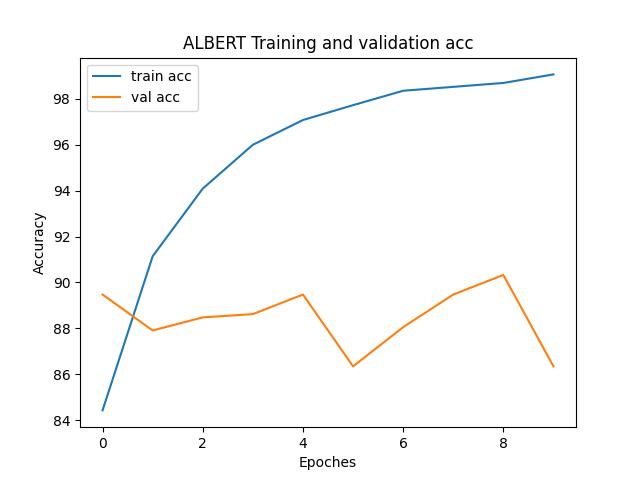 ALBERT Training and validation acc
train acc
val acc
Accuracy
98
96
94
92
90
88
86
84
0 2 4 6 8
Epoches